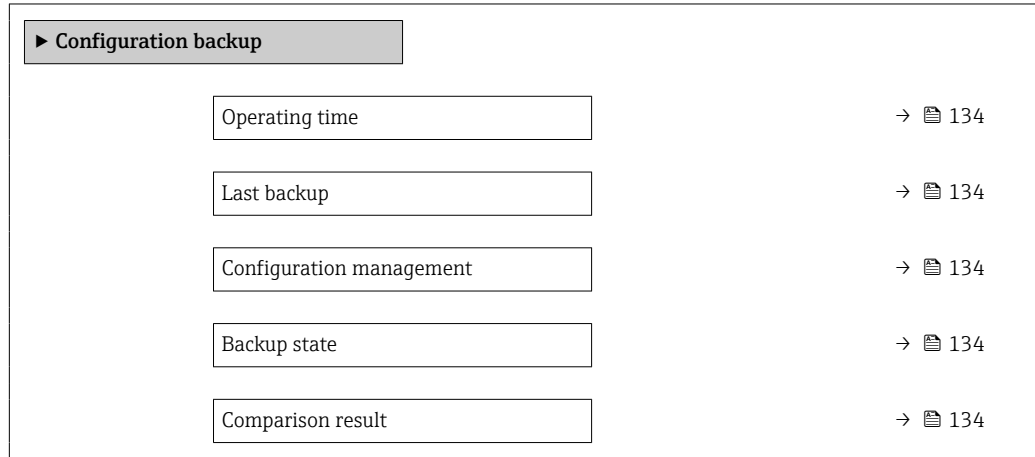 ► Configuration backup
Operating time → 134
Last backup → 134
Configuration management → 134
Backup state → 134
Comparison result → 134